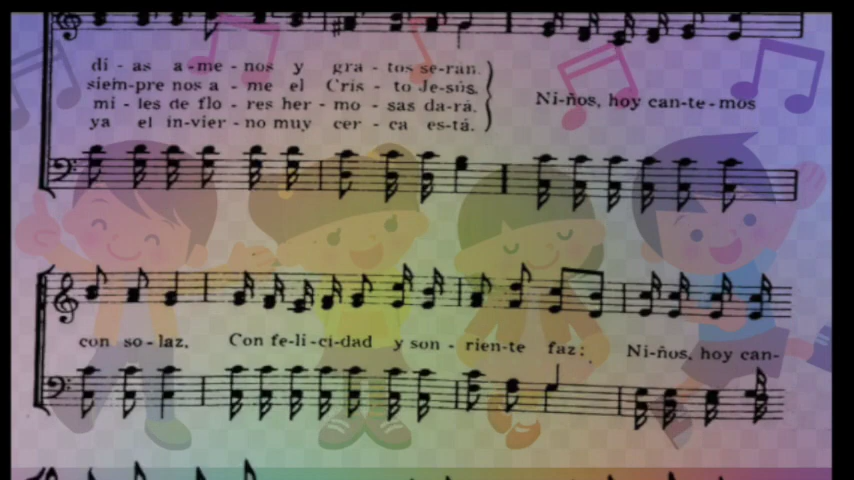 di - as a - me - nos y gra - tos se-ran.
siem-pre nos a - me el Cris - to Je-sús,
mi - les de flo - res her - mo - sas da-rá.
ya el in-vier - no muy cer - ca es-tá.
Ni-ños, hoy can-te-mos
con so-laz, Con fe-li-ci-dad y son - rien-te faz: Ni-ños, hoy can-